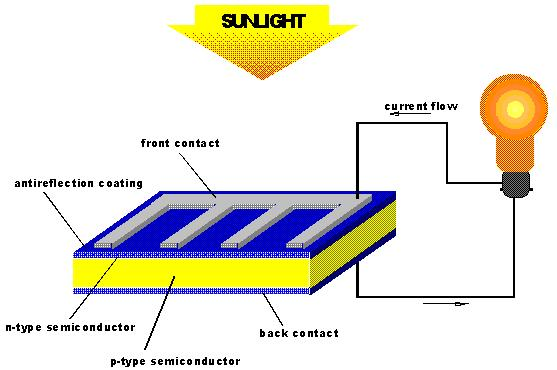 SUNLIGHT
current flow
front contact
antireflection coating
n-type semiconductor
back contact
p-type semiconductor